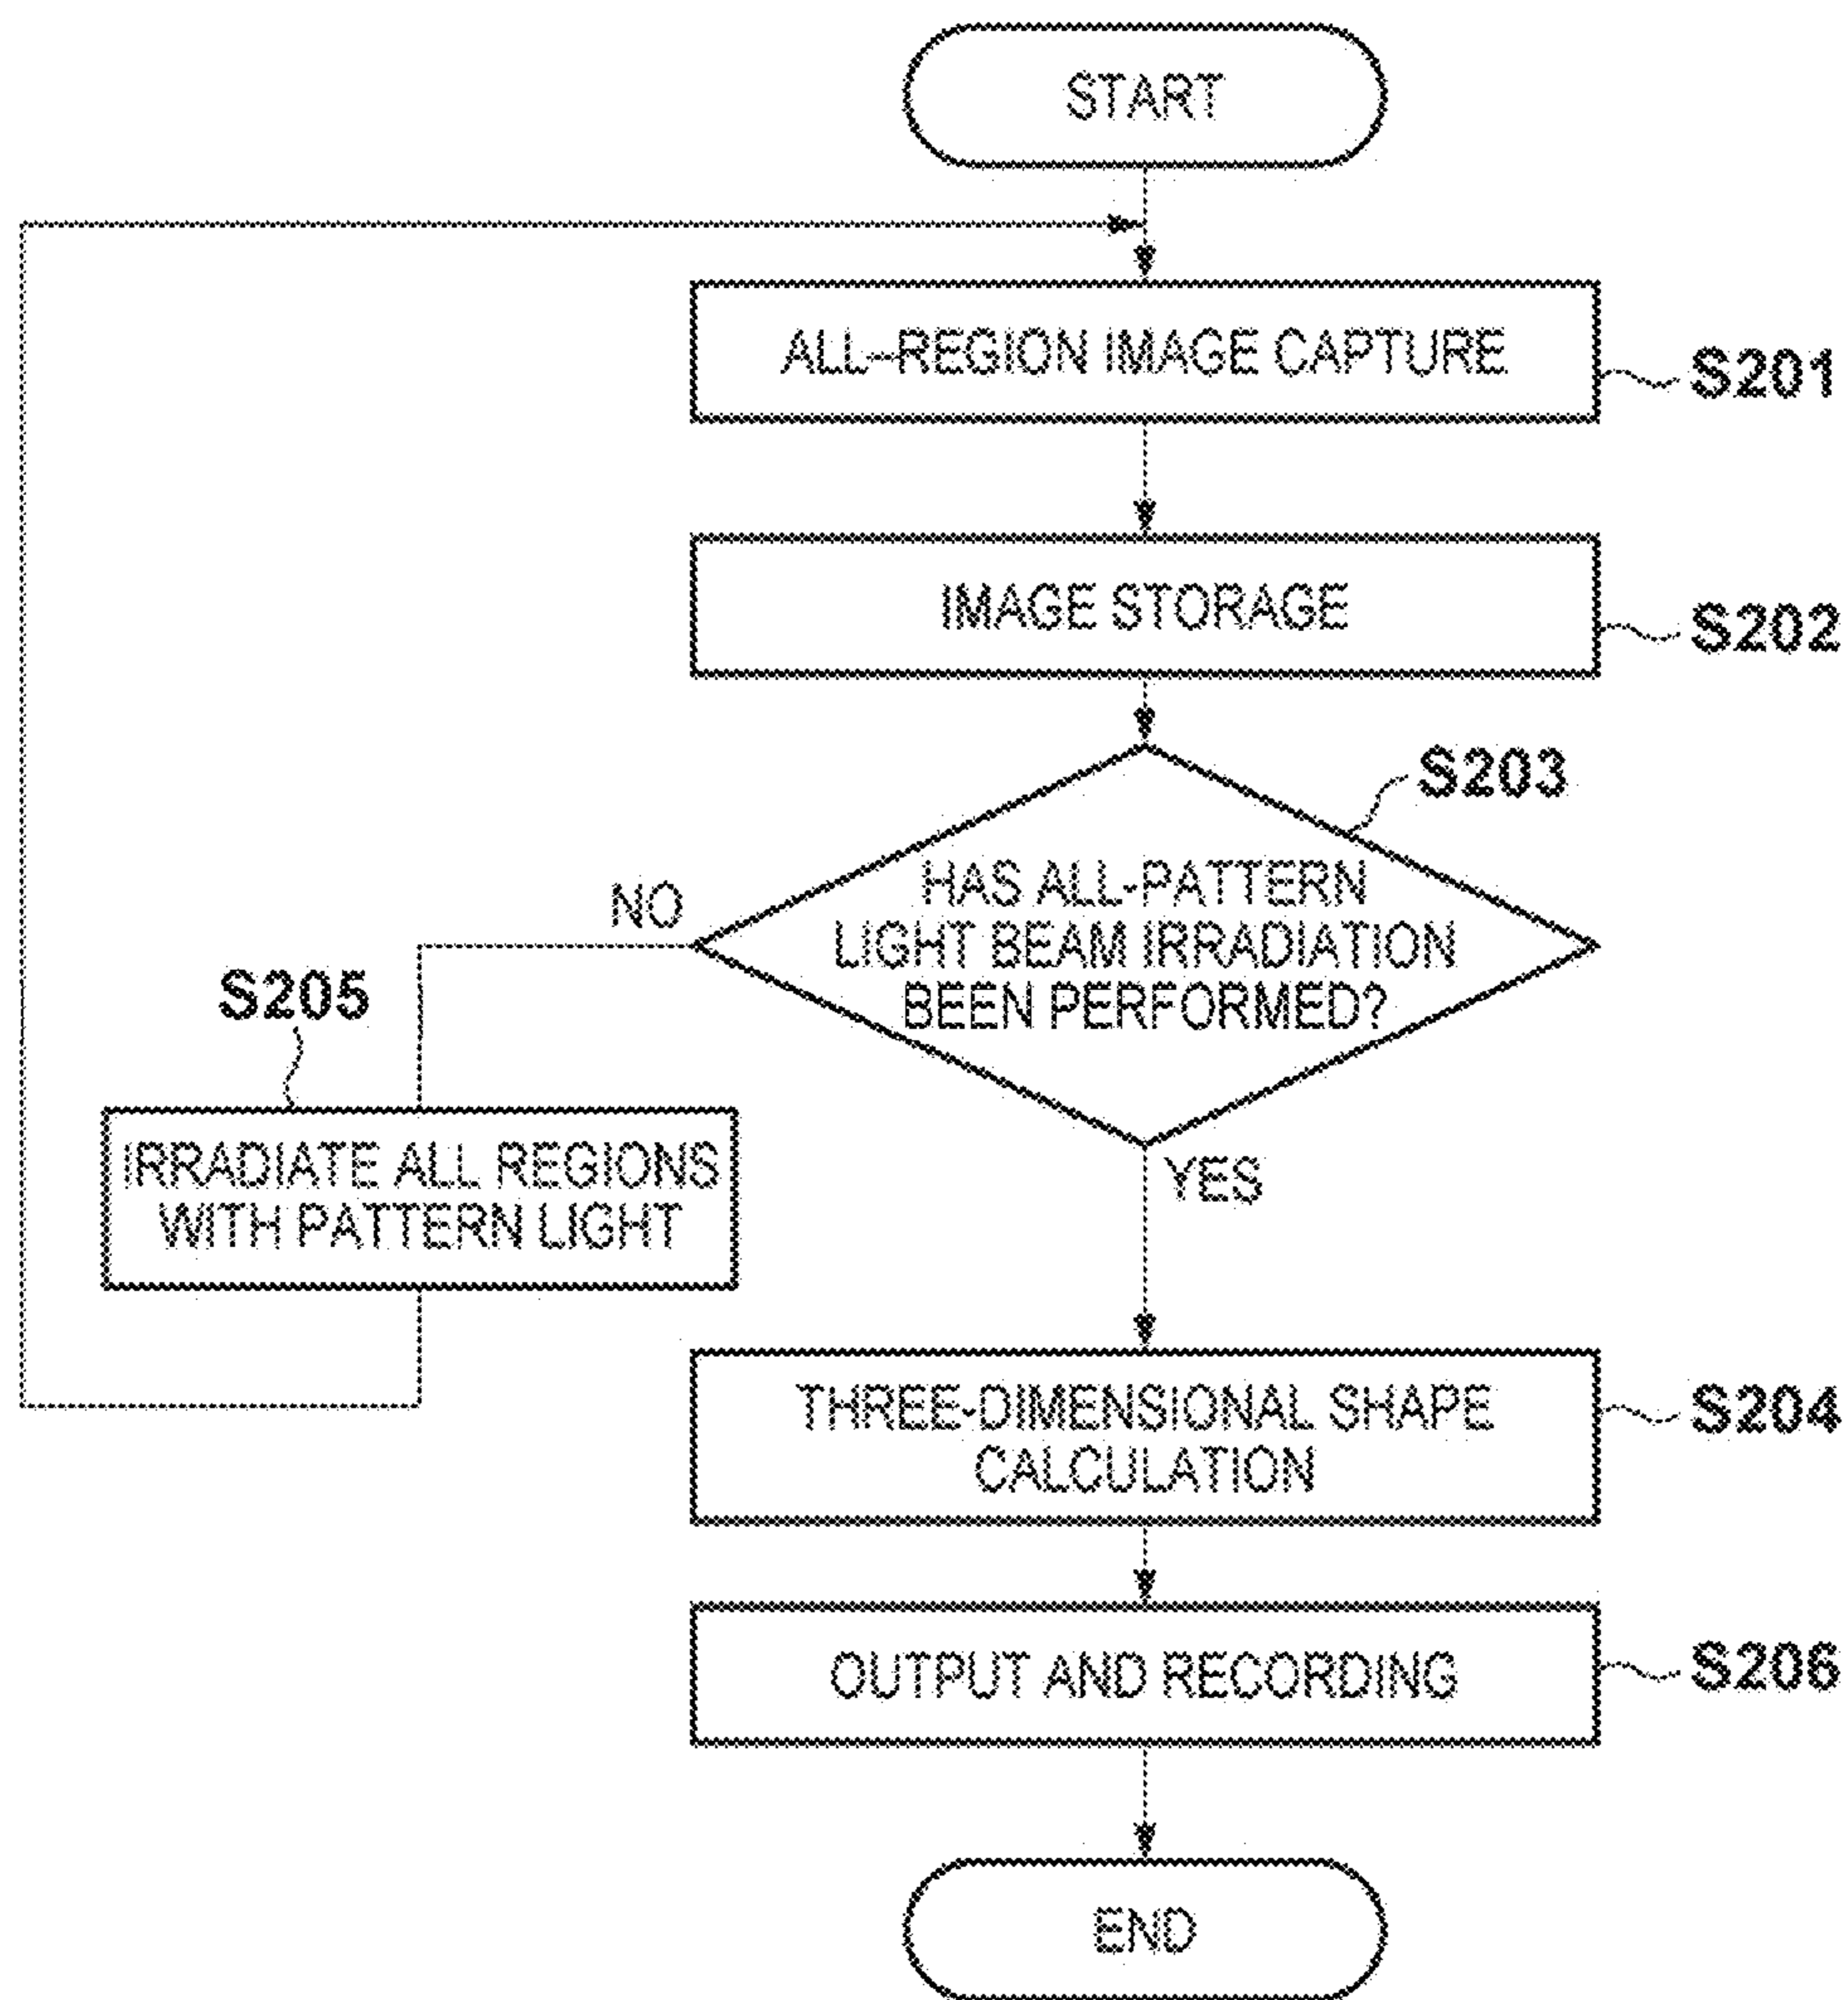 START
ALL-REGION IMAGE CAPTURE
S201
IMAGE STORAGE
S202
S203
HAS ALL-PATTERN
LIGHT BEAM IRRADIATION
BEEN PERFORMED?
NO
S205
IRRADIATE ALL REGIONS
WITH PATTERN LIGHT
YES
THREE-DIMENSIONAL SHAPE
CALCULATION
S204
OUTPUT AND RECORDING
S206
END